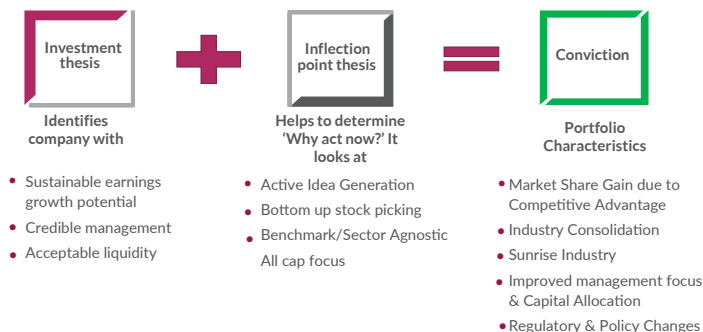 Investment
thesis
Identifies
company with
• Sustainable earnings
growth potential
• Credible management
• Acceptable liquidity
Inflection
point thesis
Helps to determine
‘Why act now?’ It
looks at
• Active Idea Generation
• Bottom up stock picking
• Benchmark/Sector Agnostic
All cap focus
Conviction
Portfolio
Characteristics
• Market Share Gain due to
Competitive Advantage
• Industry Consolidation
• Sunrise Industry
• Improved management focus
& Capital Allocation
• Regulatory & Policy Changes